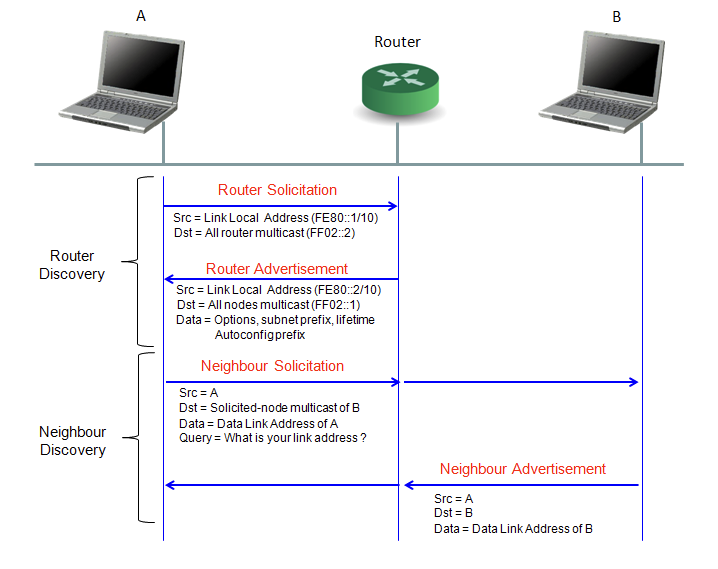 A
Router
B
Router Solicitation
Src = Link Local Address (FE80::1/10)
Dst = All router multicast (FF02::2)
Router
Discovery
Router Advertisement
Src = Link Local Address (FE80::2/10)
Dst = All nodes multicast (FF02::1)
Data = Options, subnet prefix, lifetime
Autoconfig prefix
Neighbour Solicitation
Src = A
Dst = Solicited-node multicast of B
Data = Data Link Address of A
Query = What is your link address ?
Neighbour
Discovery
Neighbour Advertisement
Src = A
Dst = B
Data = Data Link Address of B